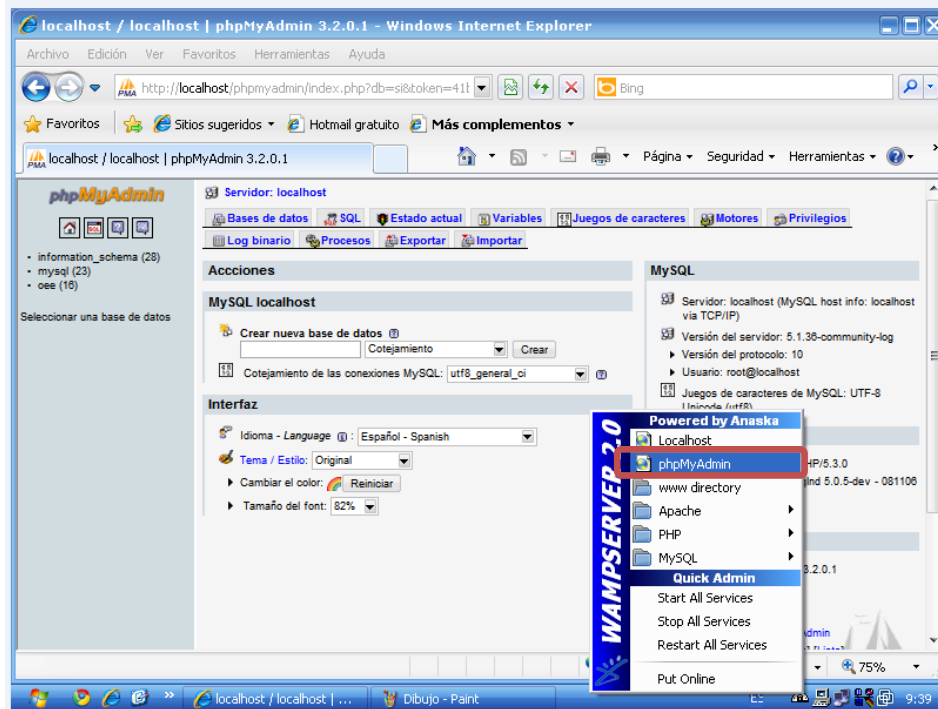 localhost / localhost | phpMyAdmin 3.2.0.1 - Windows Internet Explorer
Archivo Edición Ver Favoritos Herramientas Ayuda
http://localhost/phpmyadmin/index.php?db=si&token=41
Bing
Favoritos Sitios sugeridos Hotmail gratuito Más complementos
localhost / localhost | phpMyAdmin 3.2.0.1
Página Seguridad Herramientas
phpMyAdmin
information_schema (28)
mysql (23)
oee (16)
Seleccionar una base de datos
Servidor: localhost
Bases de datos SQL Estado actual Variables Juegos de caracteres Motores Privilegios
Log binario Procesos Exportar Importar
Accciones
MySQL localhost
Crear nueva base de datos
Cotejamiento Crear
Cotejamiento de las conexiones MySQL: utf8_general_ci
Interfaz
Idioma - Language : Español - Spanish
Tema / Estilo: Original
Cambiar el color: Reiniciar
Tamaño del font: 82%
MySQL
Servidor: localhost (MySQL host info: localhost
via TCP/IP)
Versión del servidor: 5.1.36-community-log
Versión del protocolo: 10
Usuario: root@localhost
Juegos de caracteres de MySQL: UTF-8
Unicode (utf8)
HP/5.3.0
qlnd 5.0.5-dev - 081106
3.2.0.1
dmin
WAMPSERVER 2.0
Powered by Anaska
Localhost
phpMyAdmin
www directory
Apache
PHP
MySQL
Quick Admin
Start All Services
Stop All Services
Restart All Services
Put Online
75%
localhost / localhost | ...
Dibujo - Paint
ES
9:39